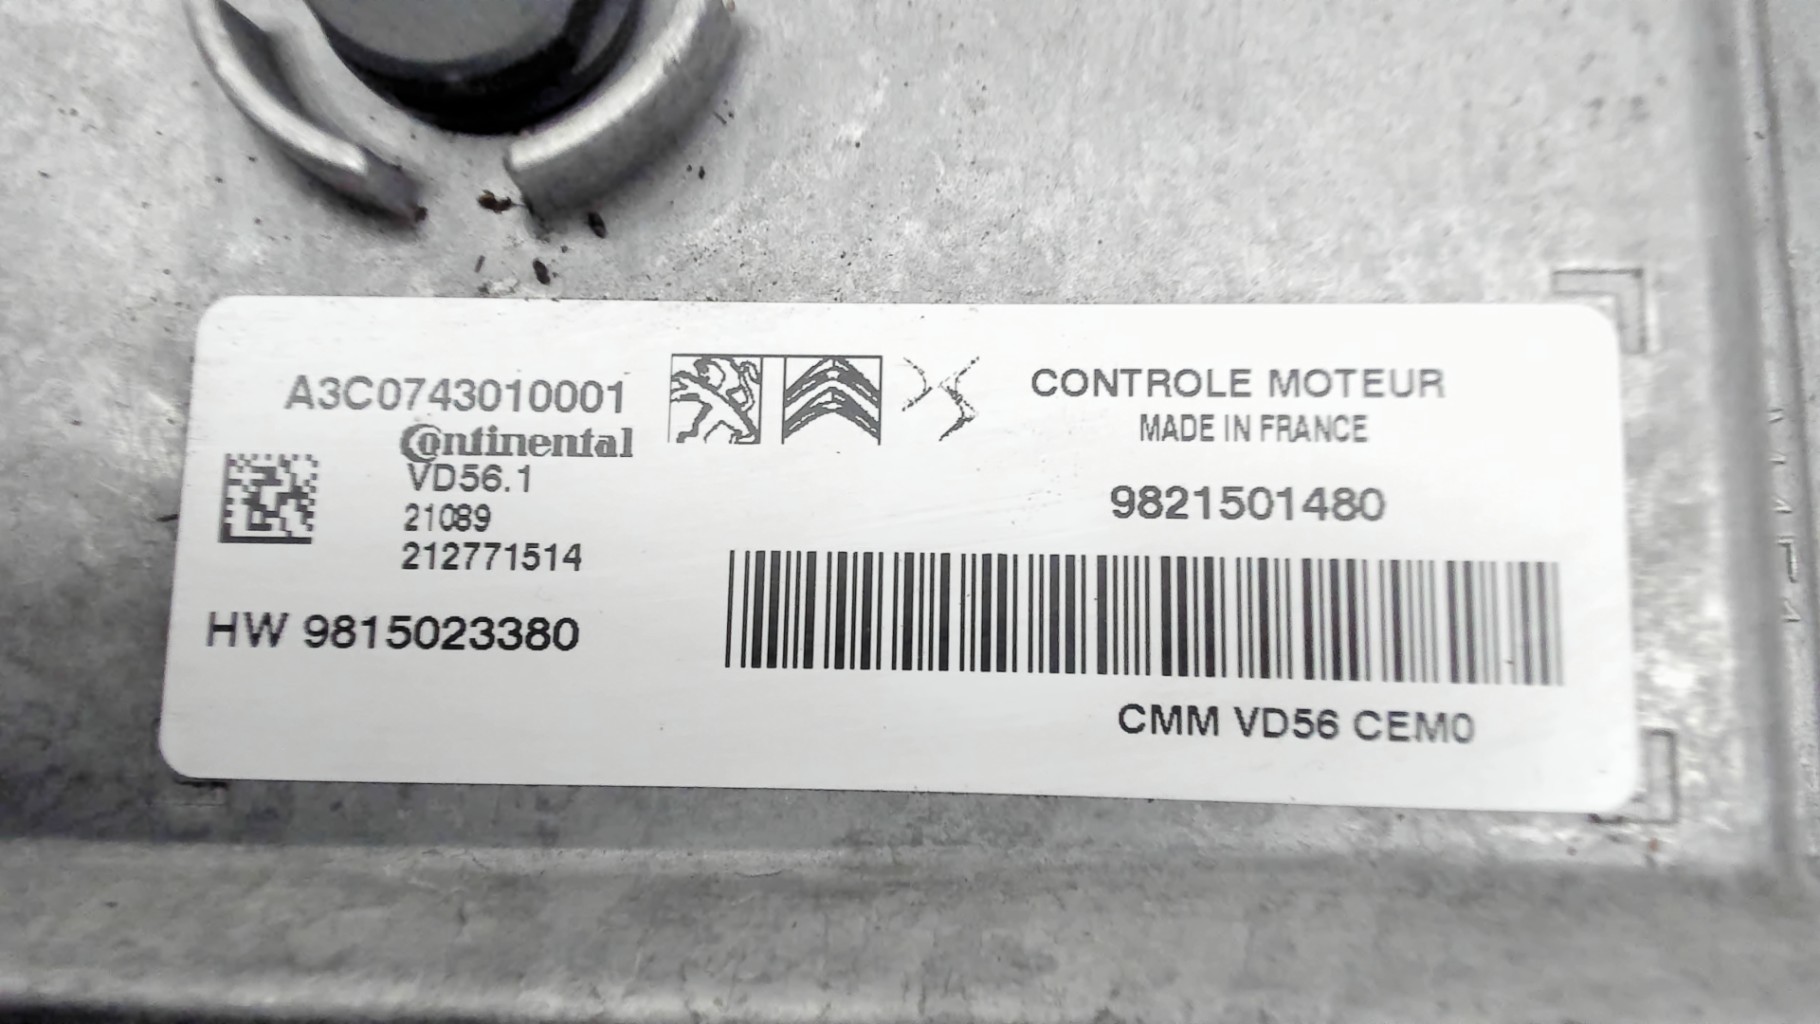 A3C0743010001
Continental
VD56.1
21089
212771514
HW 9815023380
CONTROLE MOTEUR
MADE IN FRANCE
9821501480
CMM VD56 CEM0